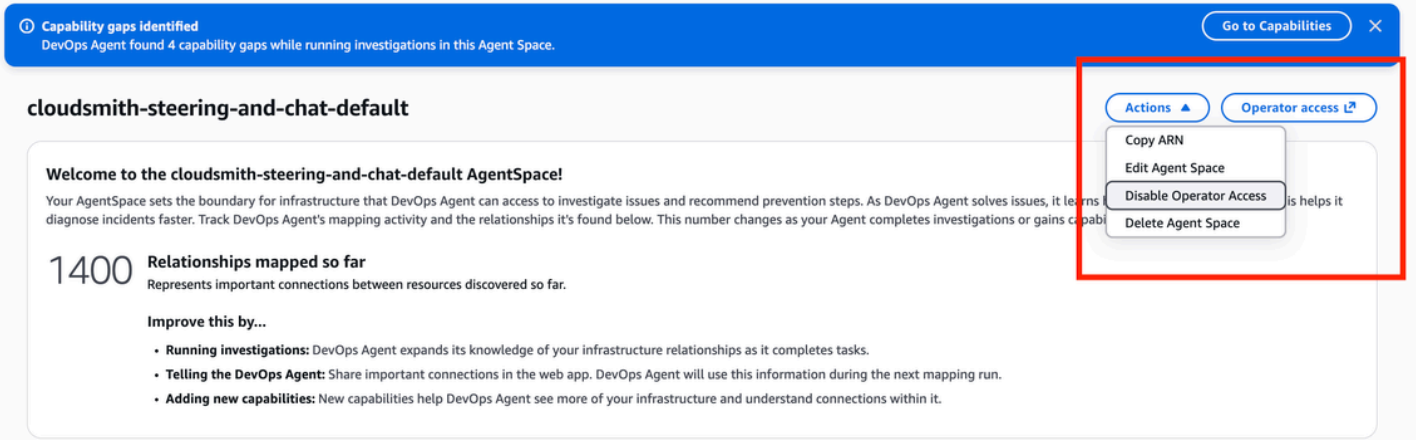 Capability gaps identified
Go to Capabilities
DevOps Agent found 4 capability gaps while running investigations in this Agent Space.
cloudsmith-steering-and-chat-default
Actions
Operator access
Copy ARN
Edit Agent Space
Disable Operator Access
Delete Agent Space
Welcome to the cloudsmith-steering-and-chat-default AgentSpace!
Your AgentSpace sets the boundary for infrastructure that DevOps Agent can access to investigate issues and recommend prevention steps. As DevOps Agent solves issues, it learns is helps it
diagnose incidents faster. Track DevOps Agent's mapping activity and the relationships it's found below. This number changes as your Agent completes investigations or gains
1400
Relationships mapped so far
Represents important connections between resources discovered so far.
Improve this by...
• Running investigations: DevOps Agent expands its knowledge of your infrastructure relationships as it completes tasks.
• Telling the DevOps Agent: Share important connections in the web app. DevOps Agent will use this information during the next mapping run.
• Adding new capabilities: New capabilities help DevOps Agent see more of your infrastructure and understand connections within it.